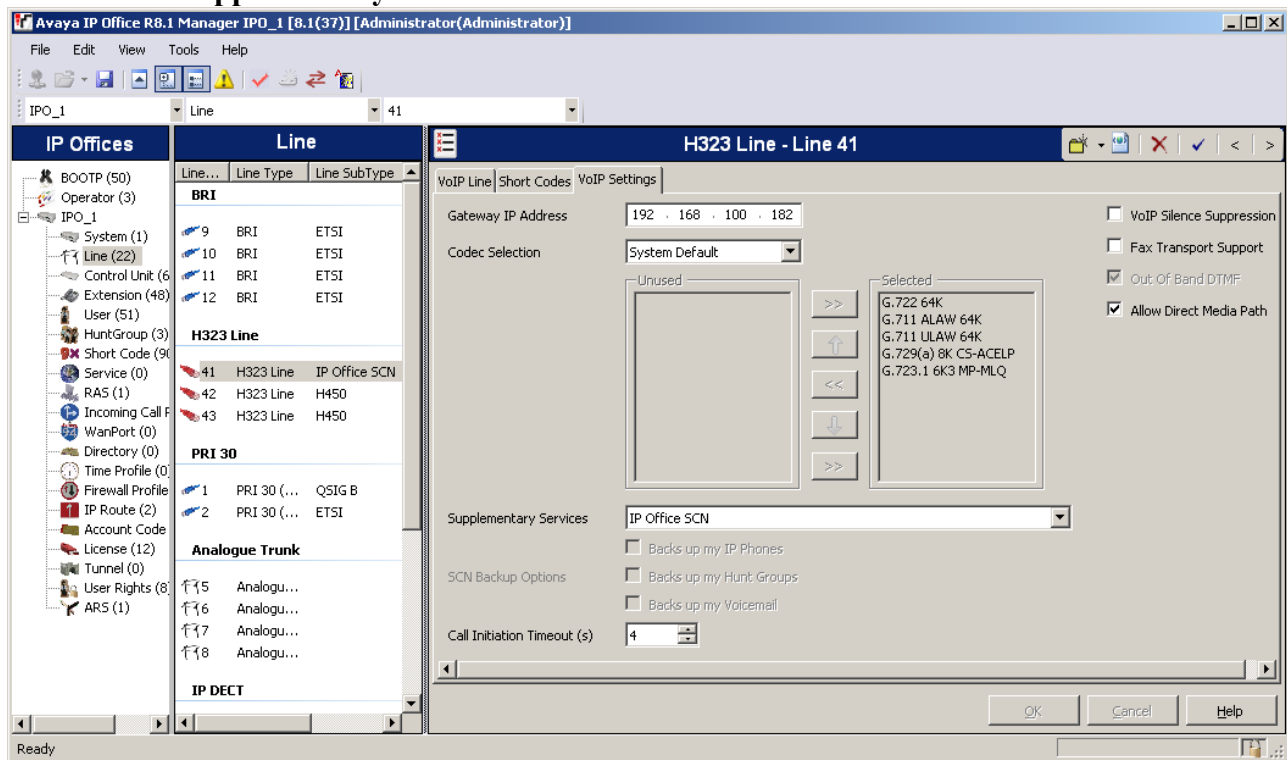 Avaya IP Office R8.1 Manager IPO_1 [8.1(37)] [Administrator(Administrator)]
File Edit View Tools Help
IPO_1 Line 41
IP Offices
BOOTP (50)
Operator (3)
IPO_1
System (1)
Line (22)
Control Unit (6
Extension (48)
User (51)
HuntGroup (3)
Short Code (90
Service (0)
RAS (1)
Incoming Call R
WanPort (0)
Directory (0)
Time Profile (0)
Firewall Profile
IP Route (2)
Account Code
License (12)
Tunnel (0)
User Rights (8)
ARS (1)
Line
Line... Line Type Line SubType
BRI
9 BRI ETSI
10 BRI ETSI
11 BRI ETSI
12 BRI ETSI
H323 Line
41 H323 Line IP Office SCN
42 H323 Line H450
43 H323 Line H450
PRI 30
1 PRI 30 (... QSIG B
2 PRI 30 (... ETSI
Analogue Trunk
5 Analogu...
6 Analogu...
7 Analogu...
8 Analogu...
IP DECT
H323 Line - Line 41
VoIP Line Short Codes VoIP Settings
Gateway IP Address 192 . 168 . 100 . 182
Codec Selection System Default
Unused
>>
<<
>>
Selected
G.722 64K
G.711 ALAW 64K
G.711 ULAW 64K
G.729(a) 8K CS-ACELP
G.723.1 6K3 MP-MLQ
VoIP Silence Suppression
Fax Transport Support
Out Of Band DTMF
Allow Direct Media Path
Supplementary Services IP Office SCN
SCN Backup Options
Backs up my IP Phones
Backs up my Hunt Groups
Backs up my Voicemail
Call Initiation Timeout (s) 4
OK Cancel Help
Ready